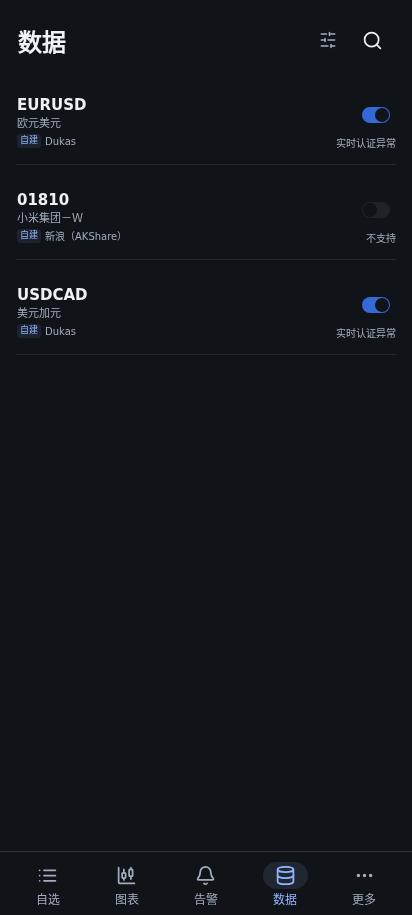 数据
EURUSD
欧元美元
自建 Dukas
实时认证异常
01810
小米集团－W
自建 新浪（AKShare）
不支持
USDCAD
美元加元
自建 Dukas
实时认证异常
自选 图表 告警 数据 更多